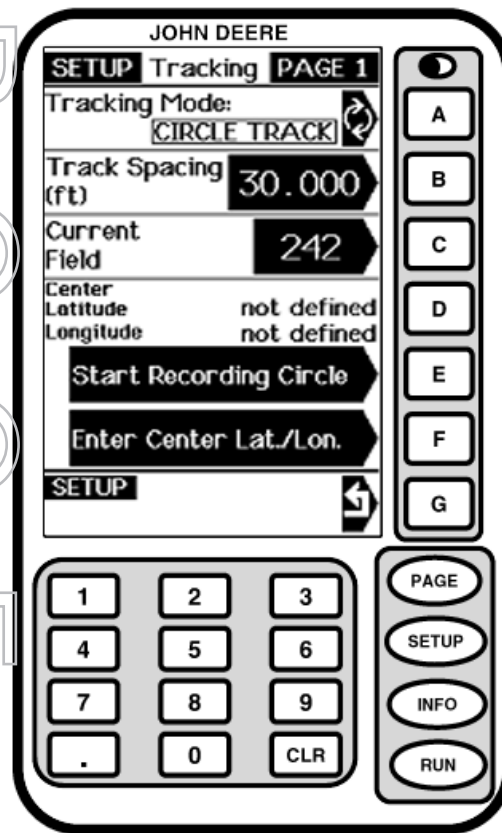 JOHN DEERE
SETUP Tracking PAGE 1
Tracking Mode:
CIRCLE TRACK
Track Spacing
(ft)
30.000
Current
Field
242
Center
Latitude not defined
Longitude not defined
Start Recording Circle
Enter Center Lat./Lon.
SETUP
A
B
C
D
E
F
G
PAGE
SETUP
INFO
RUN
1 2 3
4 5 6
7 8 9
. 0 CLR